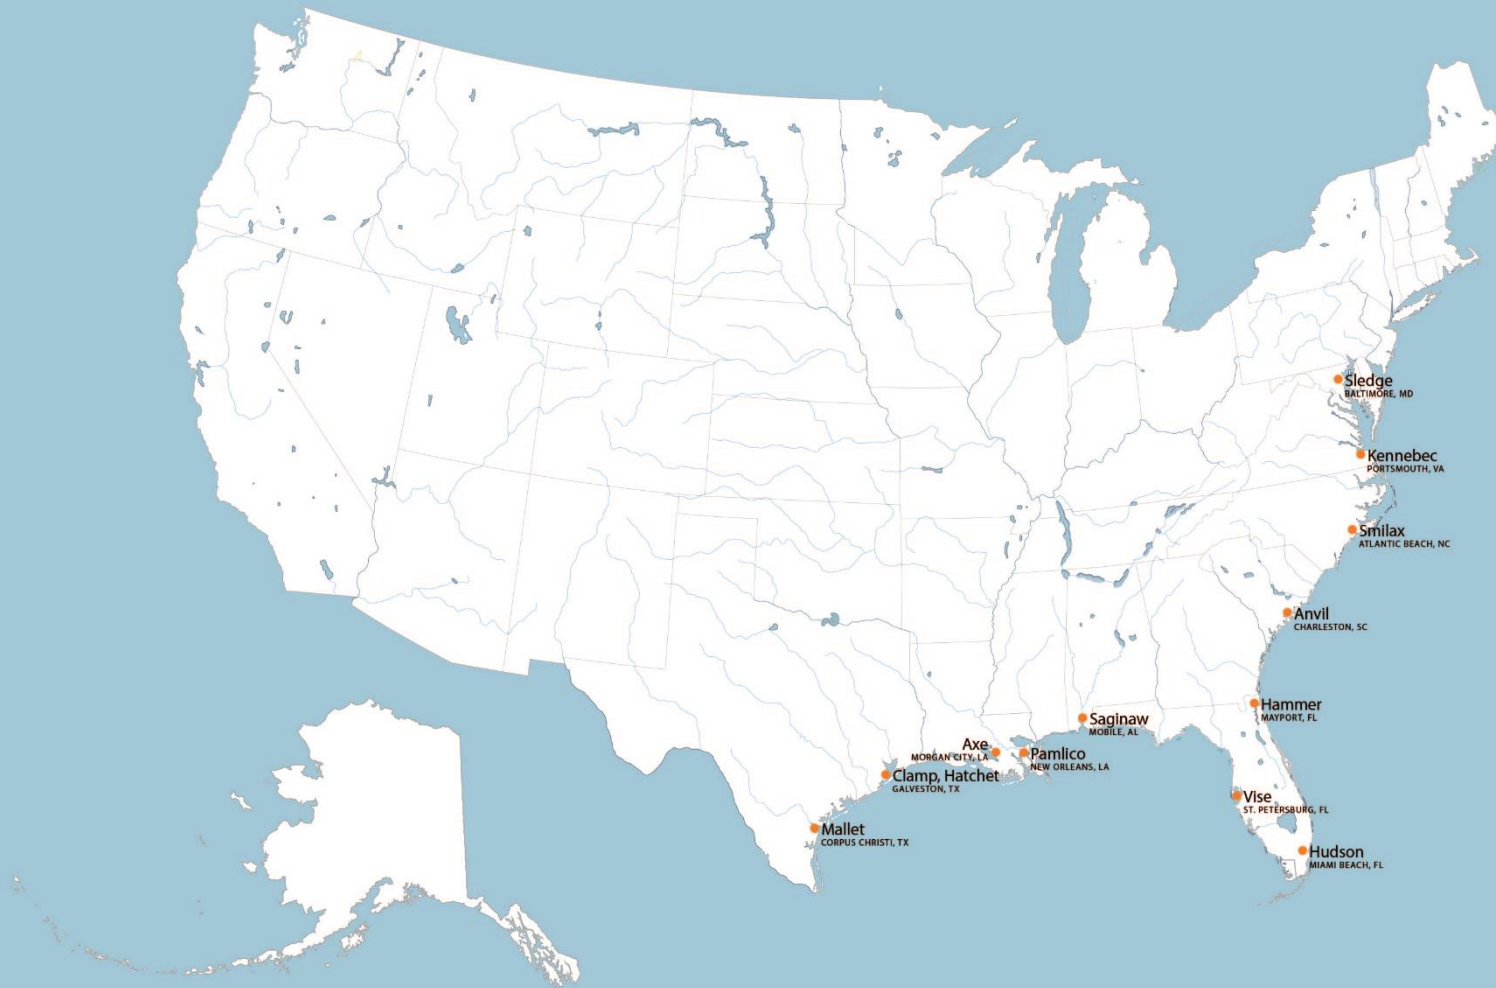 Sledge
BALTIMORE, MD
Kennebec
PORTSMOUTH, VA
Smilax
ATLANTIC BEACH, NC
Anvil
CHARLESTON, SC
Hammer
MAYPORT, FL
Saginaw
MOBILE, AL
Axe
MORGAN CITY, LA
Pamlico
NEW ORLEANS, LA
Clamp, Hatchet
GALVESTON, TX
Vise
ST. PETERSBURG, FL
Mallet
CORPUS CHRISTI, TX
Hudson
MIAMI BEACH, FL